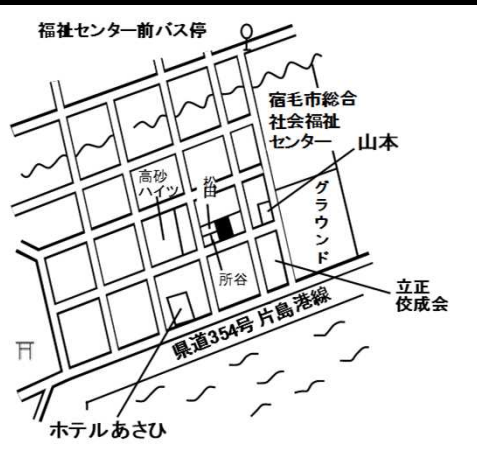 福祉センター前バス停
宿毛市総合
社会福祉
センター
山本
高砂
ハイツ
松田
グラウンド
所谷
立正
佼成会
県道354号 片島港線
ホテルあさひ